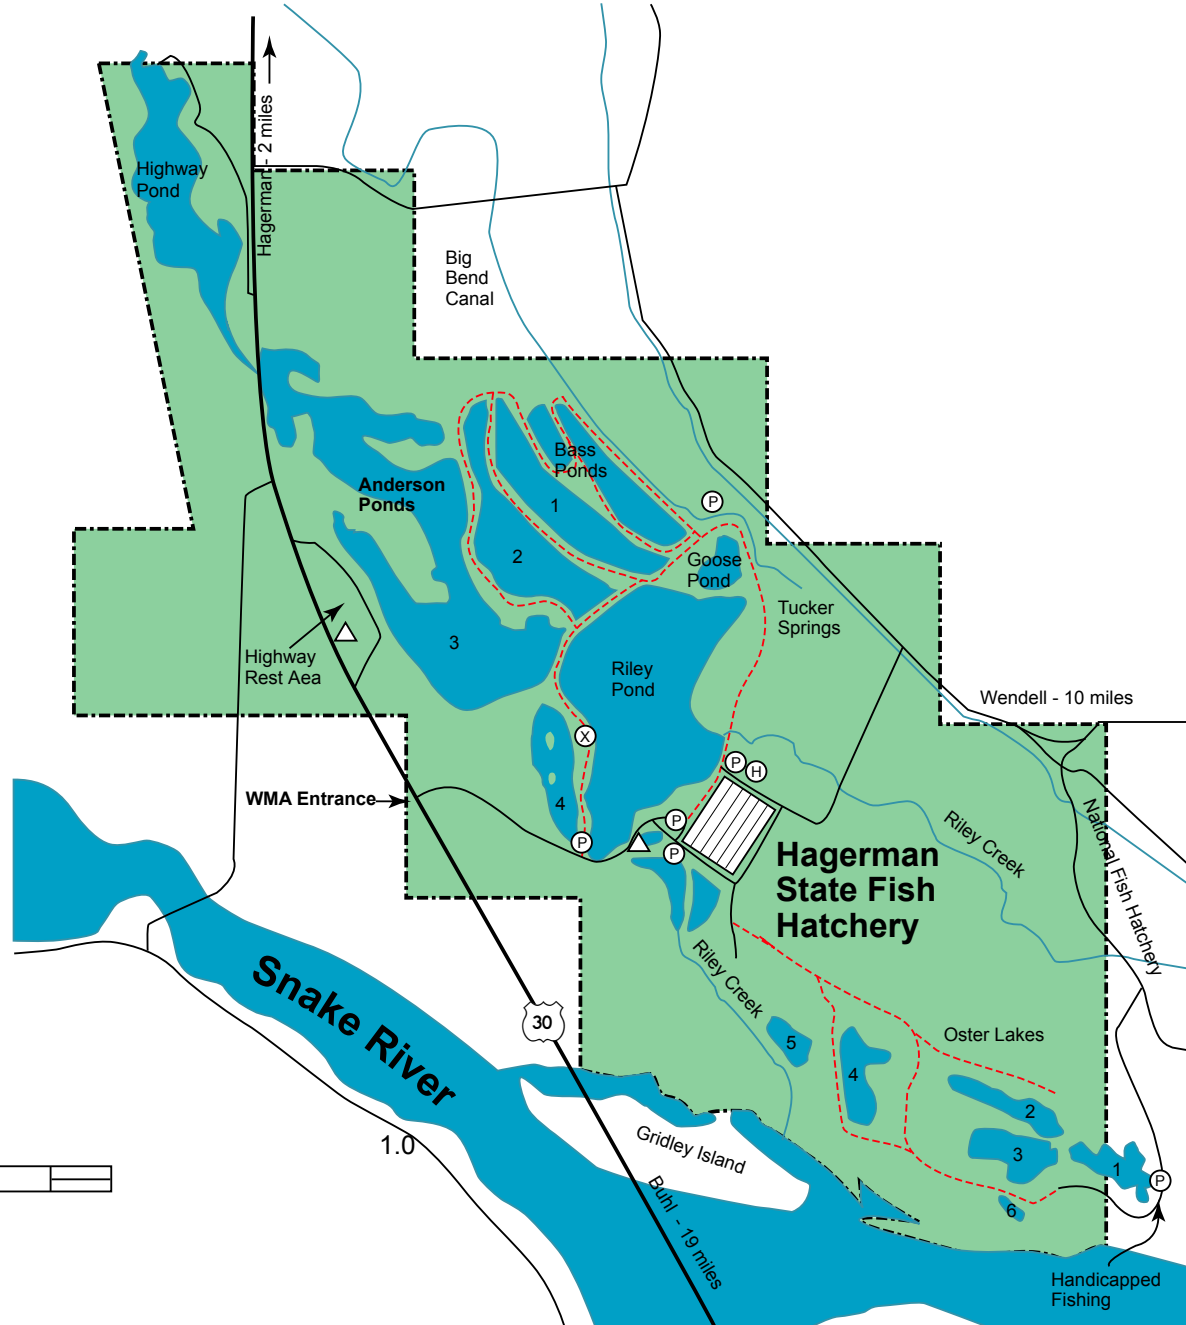 Hagerman - 2 miles
Highway
Pond
Big
Bend
Canal
Bass
Ponds
Anderson
Ponds
1
P
2
Goose
Pond
Tucker
Springs
3
Highway
Rest Aea
Riley
Pond
Wendell - 10 miles
X
P
H
WMA Entrance
4
P
P
P
National Fish Hatchery
Riley Creek
Hagerman
State Fish
Hatchery
Riley Creek
Snake River
30
Oster Lakes
5
4
2
3
1
P
6
Gridley Island
1.0
Buhl - 19 miles
Handicapped
Fishing